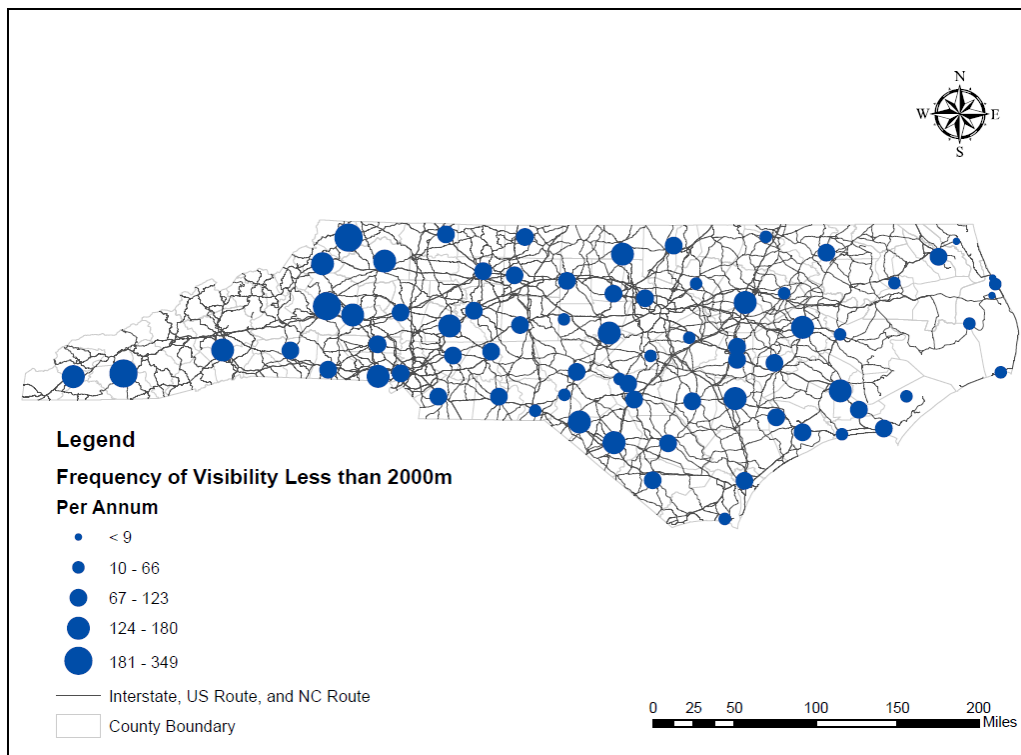 N
W E
S
Legend
Frequency of Visibility Less than 2000m
Per Annum
< 9
10 - 66
67 - 123
124 - 180
181 - 349
Interstate, US Route, and NC Route
County Boundary
0 25 50 100 150 200
Miles